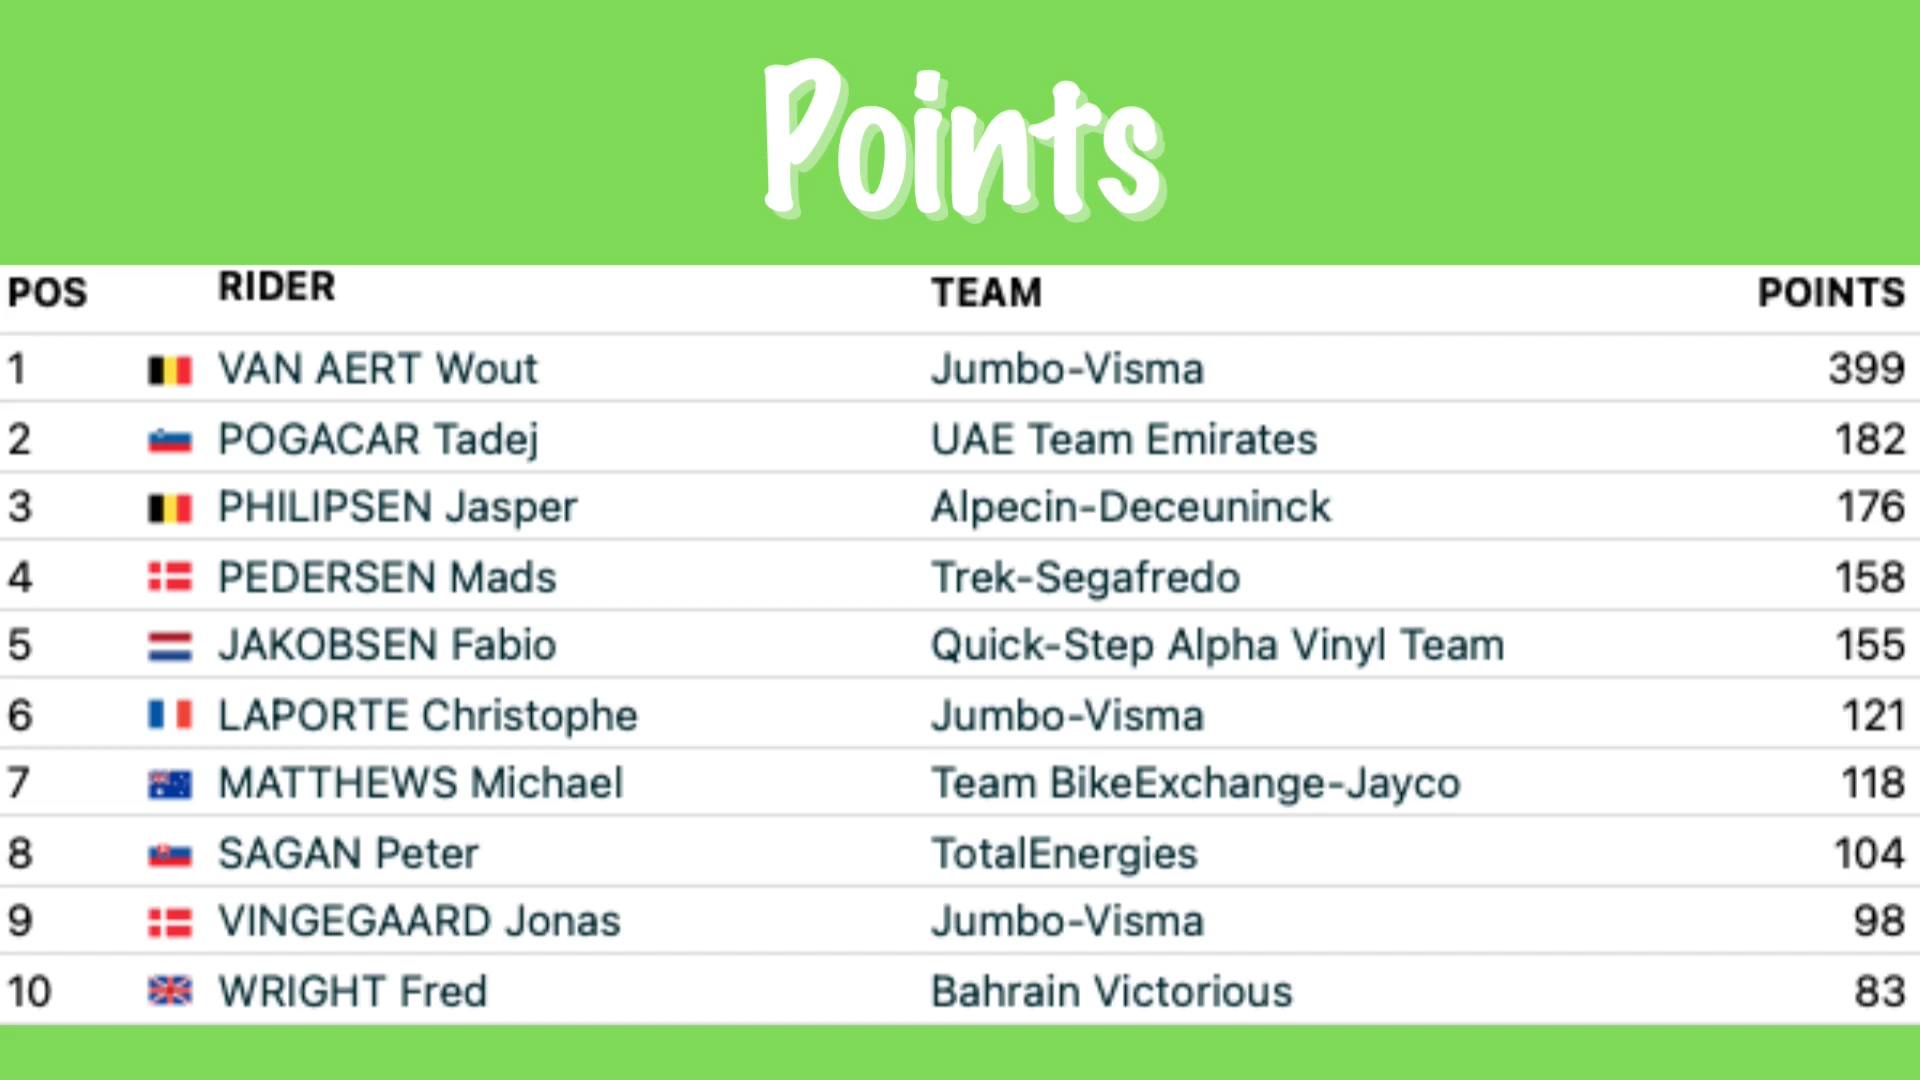 Points
POS RIDER TEAM POINTS
1 VAN AERT Wout Jumbo-Visma 399
2 POGACAR Tadej UAE Team Emirates 182
3 PHILIPSEN Jasper Alpecin-Deceuninck 176
4 PEDERSEN Mads Trek-Segafredo 158
5 JAKOBSEN Fabio Quick-Step Alpha Vinyl Team 155
6 LAPORTE Christophe Jumbo-Visma 121
7 MATTHEWS Michael Team BikeExchange-Jayco 118
8 SAGAN Peter TotalEnergies 104
9 VINGEGAARD Jonas Jumbo-Visma 98
10 WRIGHT Fred Bahrain Victorious 83